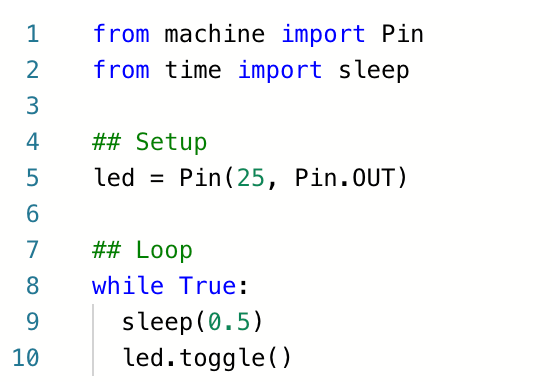 1 from machine import Pin
2 from time import sleep
3
4 ## Setup
5 led = Pin(25, Pin.OUT)
6
7 ## Loop
8 while True:
9   sleep(0.5)
10   led.toggle()